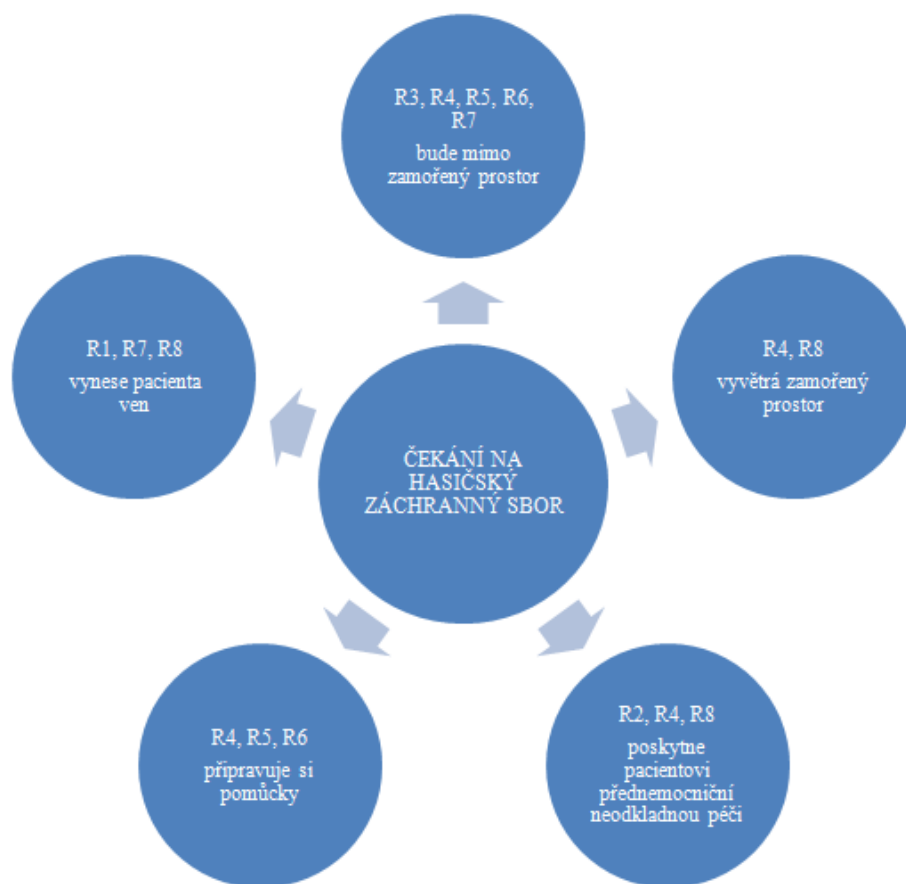 R3, R4, R5, R6,
R7
bude mimo
zamořený prostor
R1, R7, R8
vynese pacienta
ven
R4, R8
vyvětrá zamořený
prostor
ČEKÁNÍ NA
HASIČSKÝ
ZÁCHRANNÝ SBOR
R4, R5, R6
připravuje si
pomůcky
R2, R4, R8
poskytne
pacientovi
přednemocniční
neodkladnou péči